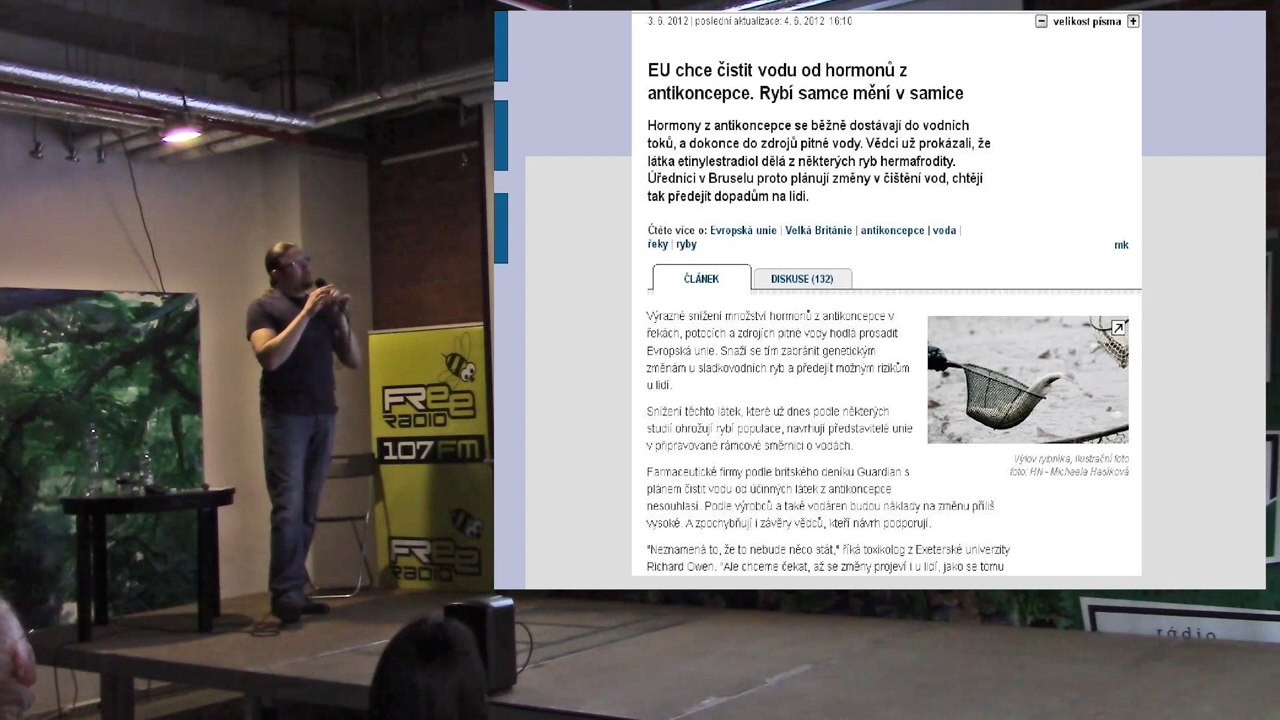 3. 6. 2012 | poslední aktualizace: 4. 6. 2012 16:10
− velikost písma +
EU chce čistit vodu od hormonů z
antikoncepce. Rybí samce mění v samice
Hormony z antikoncepce se běžně dostávají do vodních
toků, a dokonce do zdrojů pitné vody. Vědci už prokázali, že
látka etinylestradiol dělá z některých ryb hermafrodity.
Úředníci v Bruselu proto plánují změny v čištění vod, chtějí
tak předejít dopadům na lidi.
Čtěte více o: Evropská unie | Velká Británie | antikoncepce | voda |
řeky | ryby
mk
ČLÁNEK
DISKUSE (132)
Výrazné snížení množství hormonů z antikoncepce v
řekách, potocích a zdrojích pitné vody hodlá prosadit
Evropská unie. Snaží se tím zabránit genetickým
změnám u sladkovodních ryb a předejít možným rizikům
u lidí.
Snížení těchto látek, které už dnes podle některých
studií ohrožují rybí populace, navrhují představitelé unie
v připravované rámcové směrnici o vodách.
Výlov rybníka, ilustrační foto
foto: HN - Michaela Hasíková
Farmaceutické firmy podle britského deníku Guardian s
plánem čistit vodu od účinných látek z antikoncepce
nesouhlasí. Podle výrobců a také vodáren budou náklady na změnu příliš
vysoké. A zpochybňují i závěry vědců, kteří návrh podporují.
"Neznamená to, že to nebude něco stát," říká toxikolog z Exeterské univerzity
Richard Owen. "Ale chceme čekat, až se změny projeví i u lidí, jako se tomu
FRee
RADIO
107 FM
FRee
RADIO
rádio